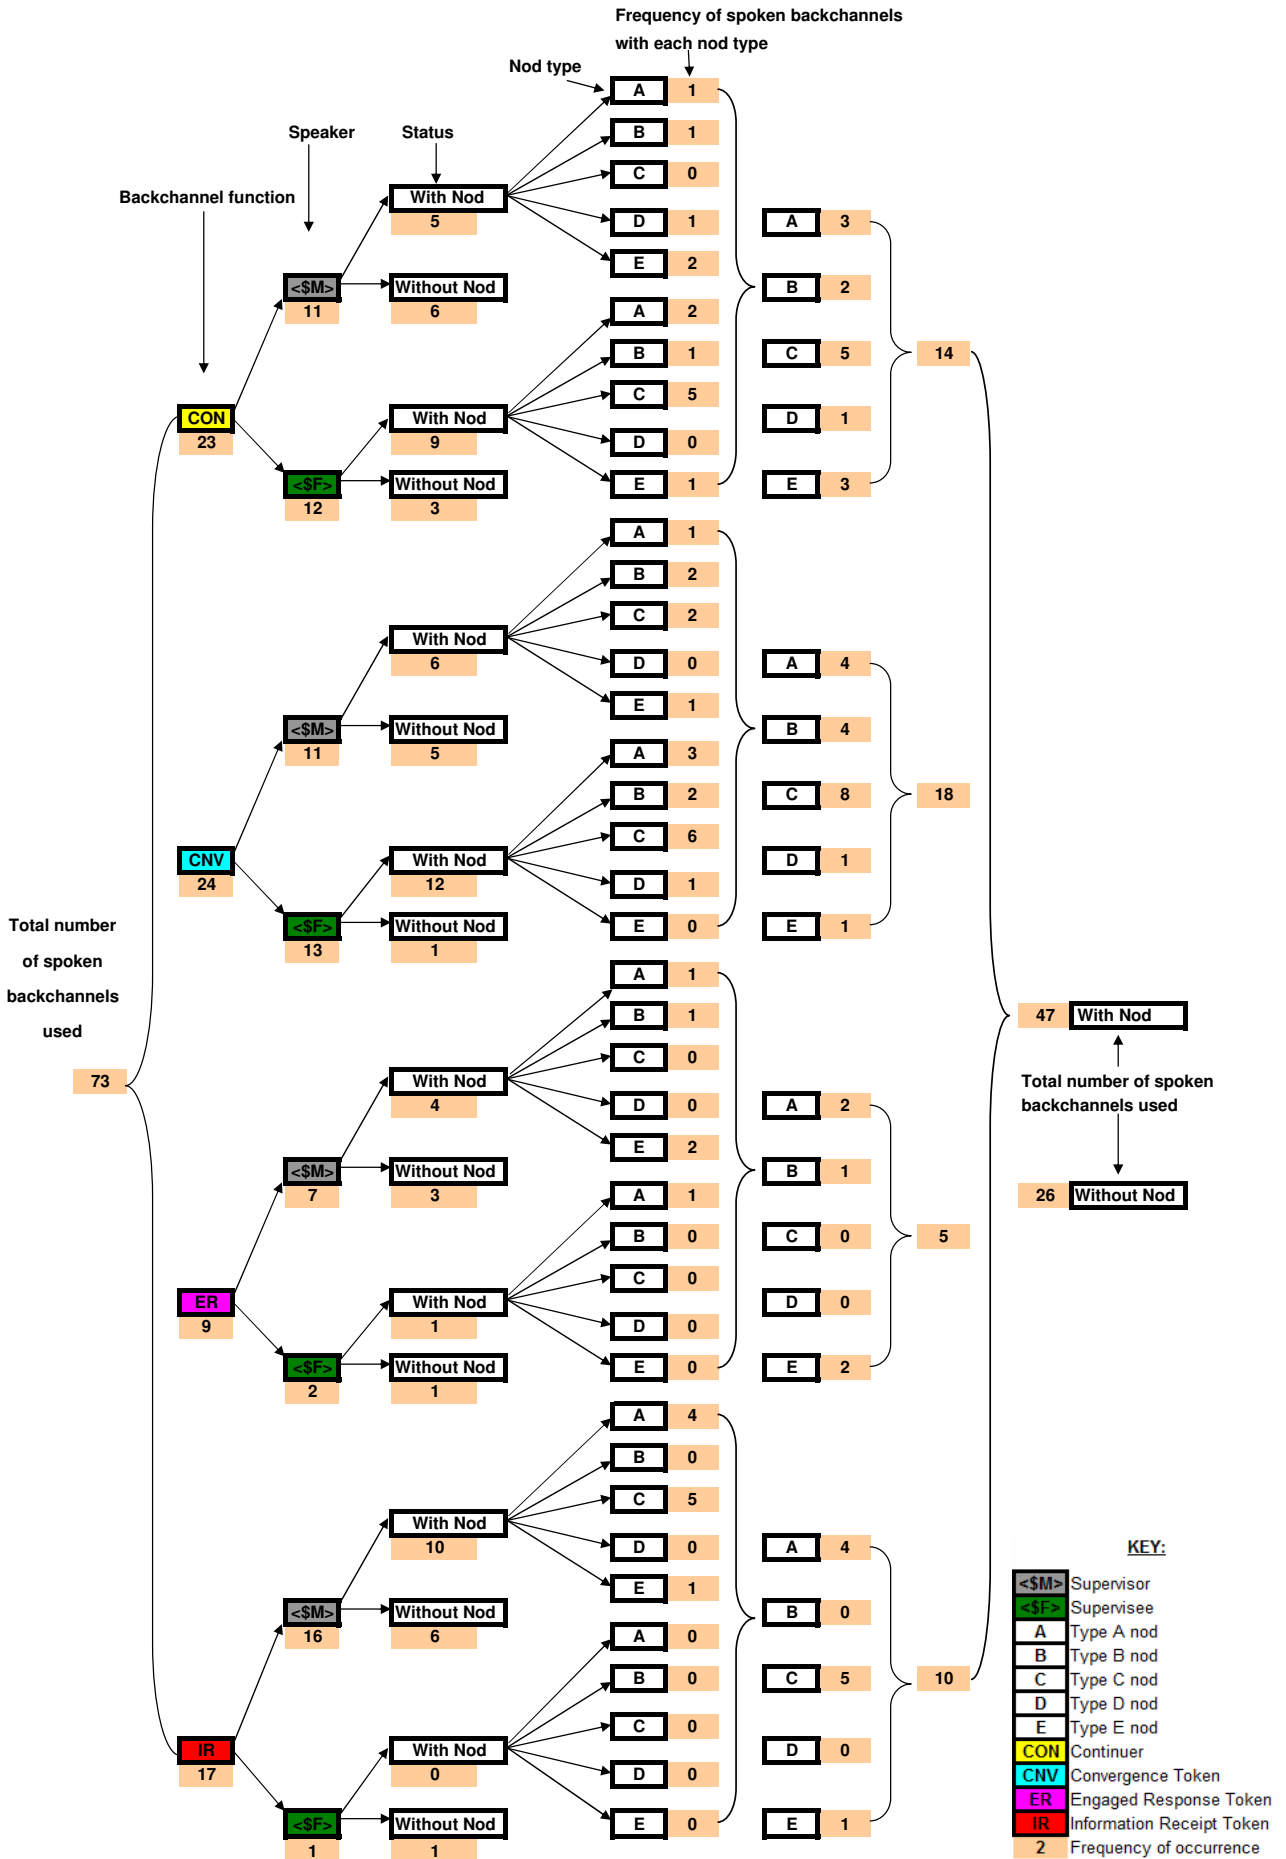 Frequency of spoken backchannels
with each nod type
Nod type
Speaker
Status
Backchannel function
A 1
B 1
C 0
D 1
E 2
With Nod
5
<$M>
11
Without Nod
6
A 2
B 1
C 5
D 0
E 1
CON
23
With Nod
9
<$F>
12
Without Nod
3
A 3
B 2
C 5
D 1
E 3
14
A 1
B 2
C 2
D 0
E 1
With Nod
6
<$M>
11
Without Nod
5
A 3
B 2
C 6
D 1
E 0
CNV
24
With Nod
12
<$F>
13
Without Nod
1
A 4
B 4
C 8
D 1
E 1
18
Total number
of spoken
backchannels
used
73
A 1
B 1
C 0
D 0
E 2
With Nod
4
<$M>
7
Without Nod
3
A 1
B 0
C 0
D 0
E 0
ER
9
With Nod
1
<$F>
2
Without Nod
1
A 2
B 1
C 0
D 0
E 2
5
47 With Nod
Total number of spoken
backchannels used
26 Without Nod
A 4
B 0
C 5
D 0
E 1
With Nod
10
<$M>
16
Without Nod
6
A 0
B 0
C 0
D 0
E 0
IR
17
With Nod
0
<$F>
1
Without Nod
1
A 4
B 0
C 5
D 0
E 1
10
KEY:
<$M> Supervisor
<$F> Supervisee
A Type A nod
B Type B nod
C Type C nod
D Type D nod
E Type E nod
CON Continuer
CNV Convergence Token
ER Engaged Response Token
IR Information Receipt Token
2 Frequency of occurrence